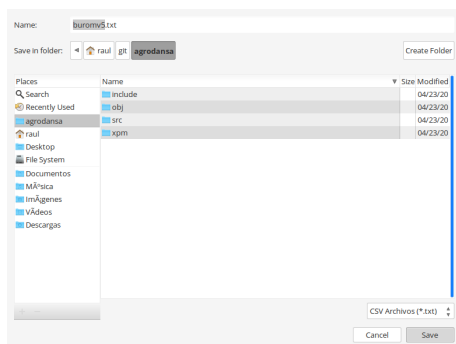 Name: buromv5.txt
Save in folder: raul git agrodansa Create Folder
Places Name Size Modified
Search include 04/23/20
Recently Used obj 04/23/20
agrodansa src 04/23/20
raul xpm 04/23/20
Desktop
File System
Documentos
MÃºsica
ImÃ¡genes
VÃ­deos
Descargas
CSV Archivos (*.txt)
Cancel Save